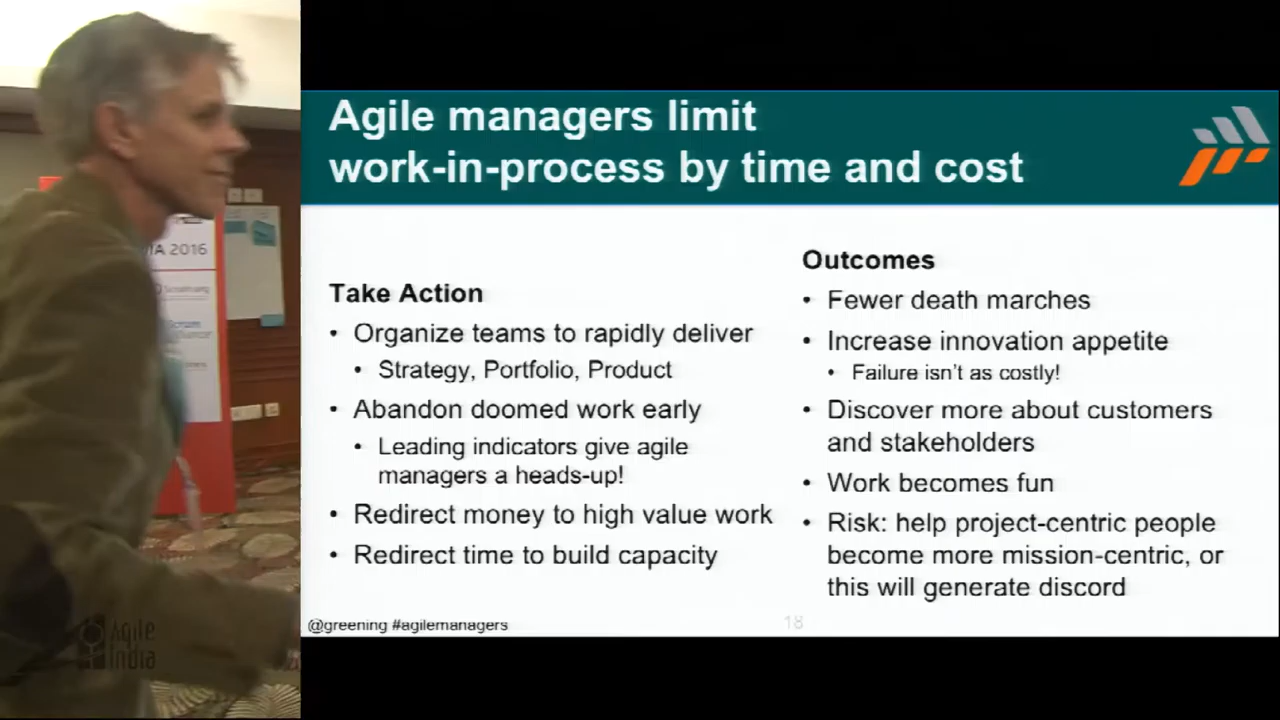 Agile managers limit
work-in-process by time and cost
Take Action
• Organize teams to rapidly deliver
• Strategy, Portfolio, Product
• Abandon doomed work early
• Leading indicators give agile
managers a heads-up!
• Redirect money to high value work
• Redirect time to build capacity
Outcomes
• Fewer death marches
• Increase innovation appetite
• Failure isn't as costly!
• Discover more about customers
and stakeholders
• Work becomes fun
• Risk: help project-centric people
become more mission-centric, or
this will generate discord
@greening #agilemanagers
18
2016
Agile
India